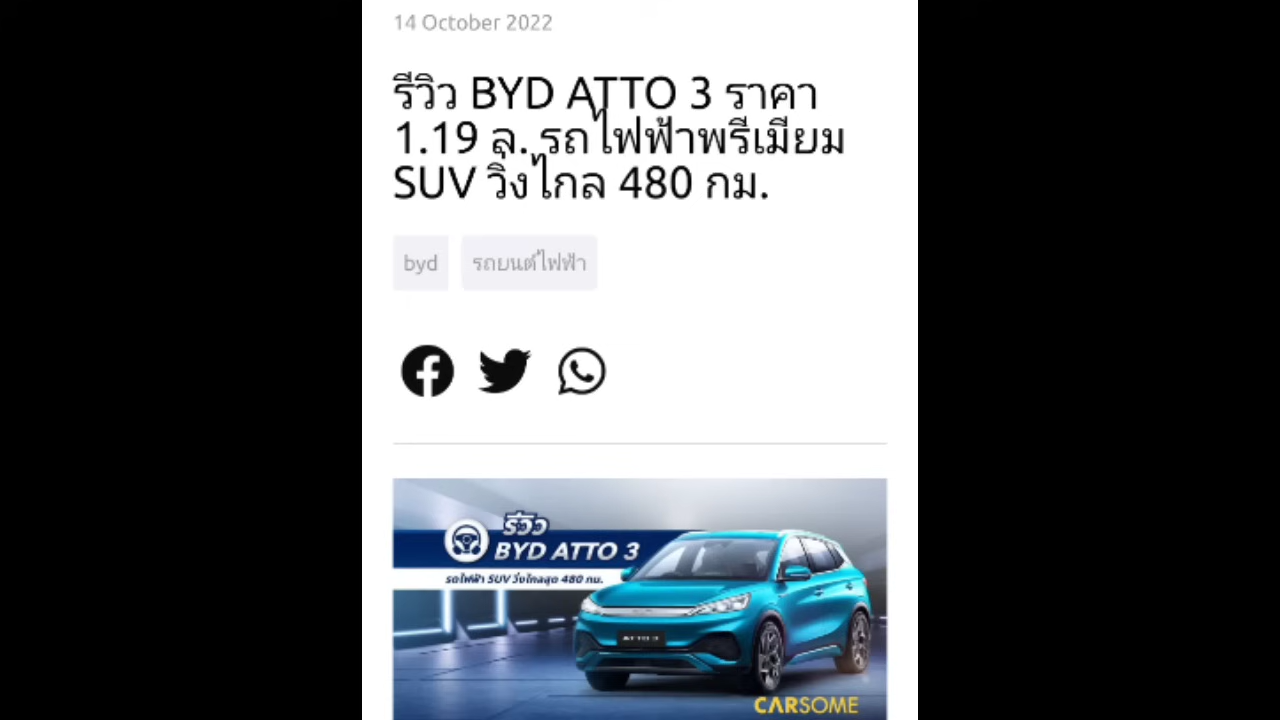 14 October 2022
รีวิว BYD ATTO 3 ราคา
1.19 ล. รถไฟฟ้าพรีเมียม
SUV วิ่งไกล 480 กม.
byd
รถยนต์ไฟฟ้า
รีวิว
BYD ATTO 3
รถไฟฟ้า SUV วิ่งไกลสุด 480 กม.
ATTO 3
CARSOME